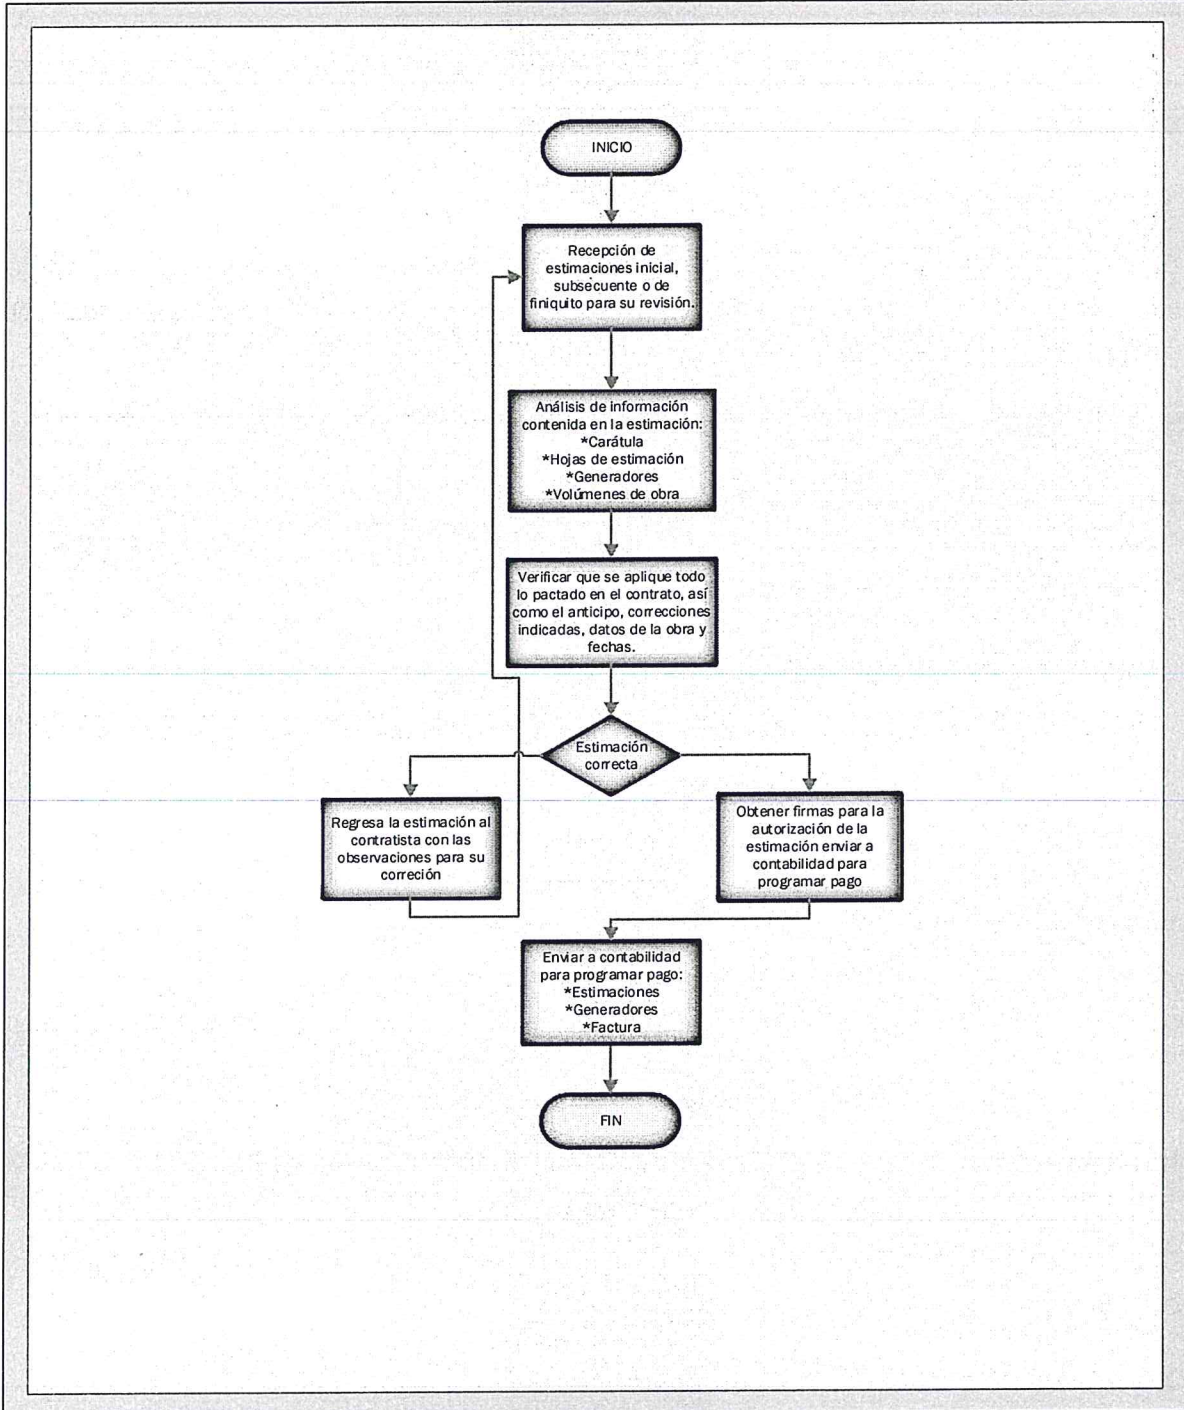 INICIO
Recepción de
estimaciones inicial,
subsecuente o de
finiquito para su revisión.
Análisis de información
contenida en la estimación:
*Carátula
*Hojas de estimación
*Generadores
*Volúmenes de obra
Verificar que se aplique todo
lo pactado en el contrato, así
como el anticipo, correcciones
indicadas, datos de la obra y
fechas.
Estimación
correcta
Regresa la estimación al
contratista con las
observaciones para su
correción
Obtener firmas para la
autorización de la
estimación enviar a
contabilidad para
programar pago
Enviar a contabilidad
para programar pago:
*Estimaciones
*Generadores
*Factura
FIN